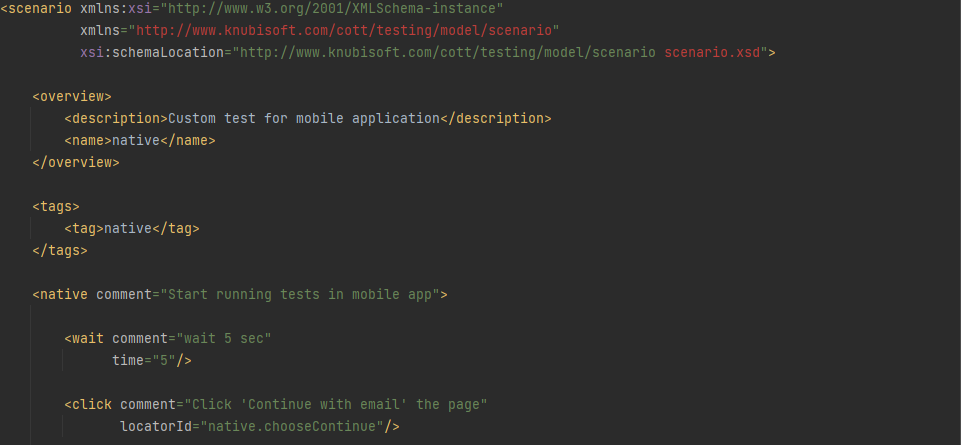 <scenario xmlns:xsi="http://www.w3.org/2001/XMLSchema-instance"
xmlns="http://www.knubisoft.com/cott/testing/model/scenario"
xsi:schemaLocation="http://www.knubisoft.com/cott/testing/model/scenario scenario.xsd">
<overview>
<description>Custom test for mobile application</description>
<name>native</name>
</overview>
<tags>
<tag>native</tag>
</tags>
<native comment="Start running tests in mobile app">
<wait comment="wait 5 sec"
time="5"/>
<click comment="Click 'Continue with email' the page"
locatorId="native.chooseContinue"/>